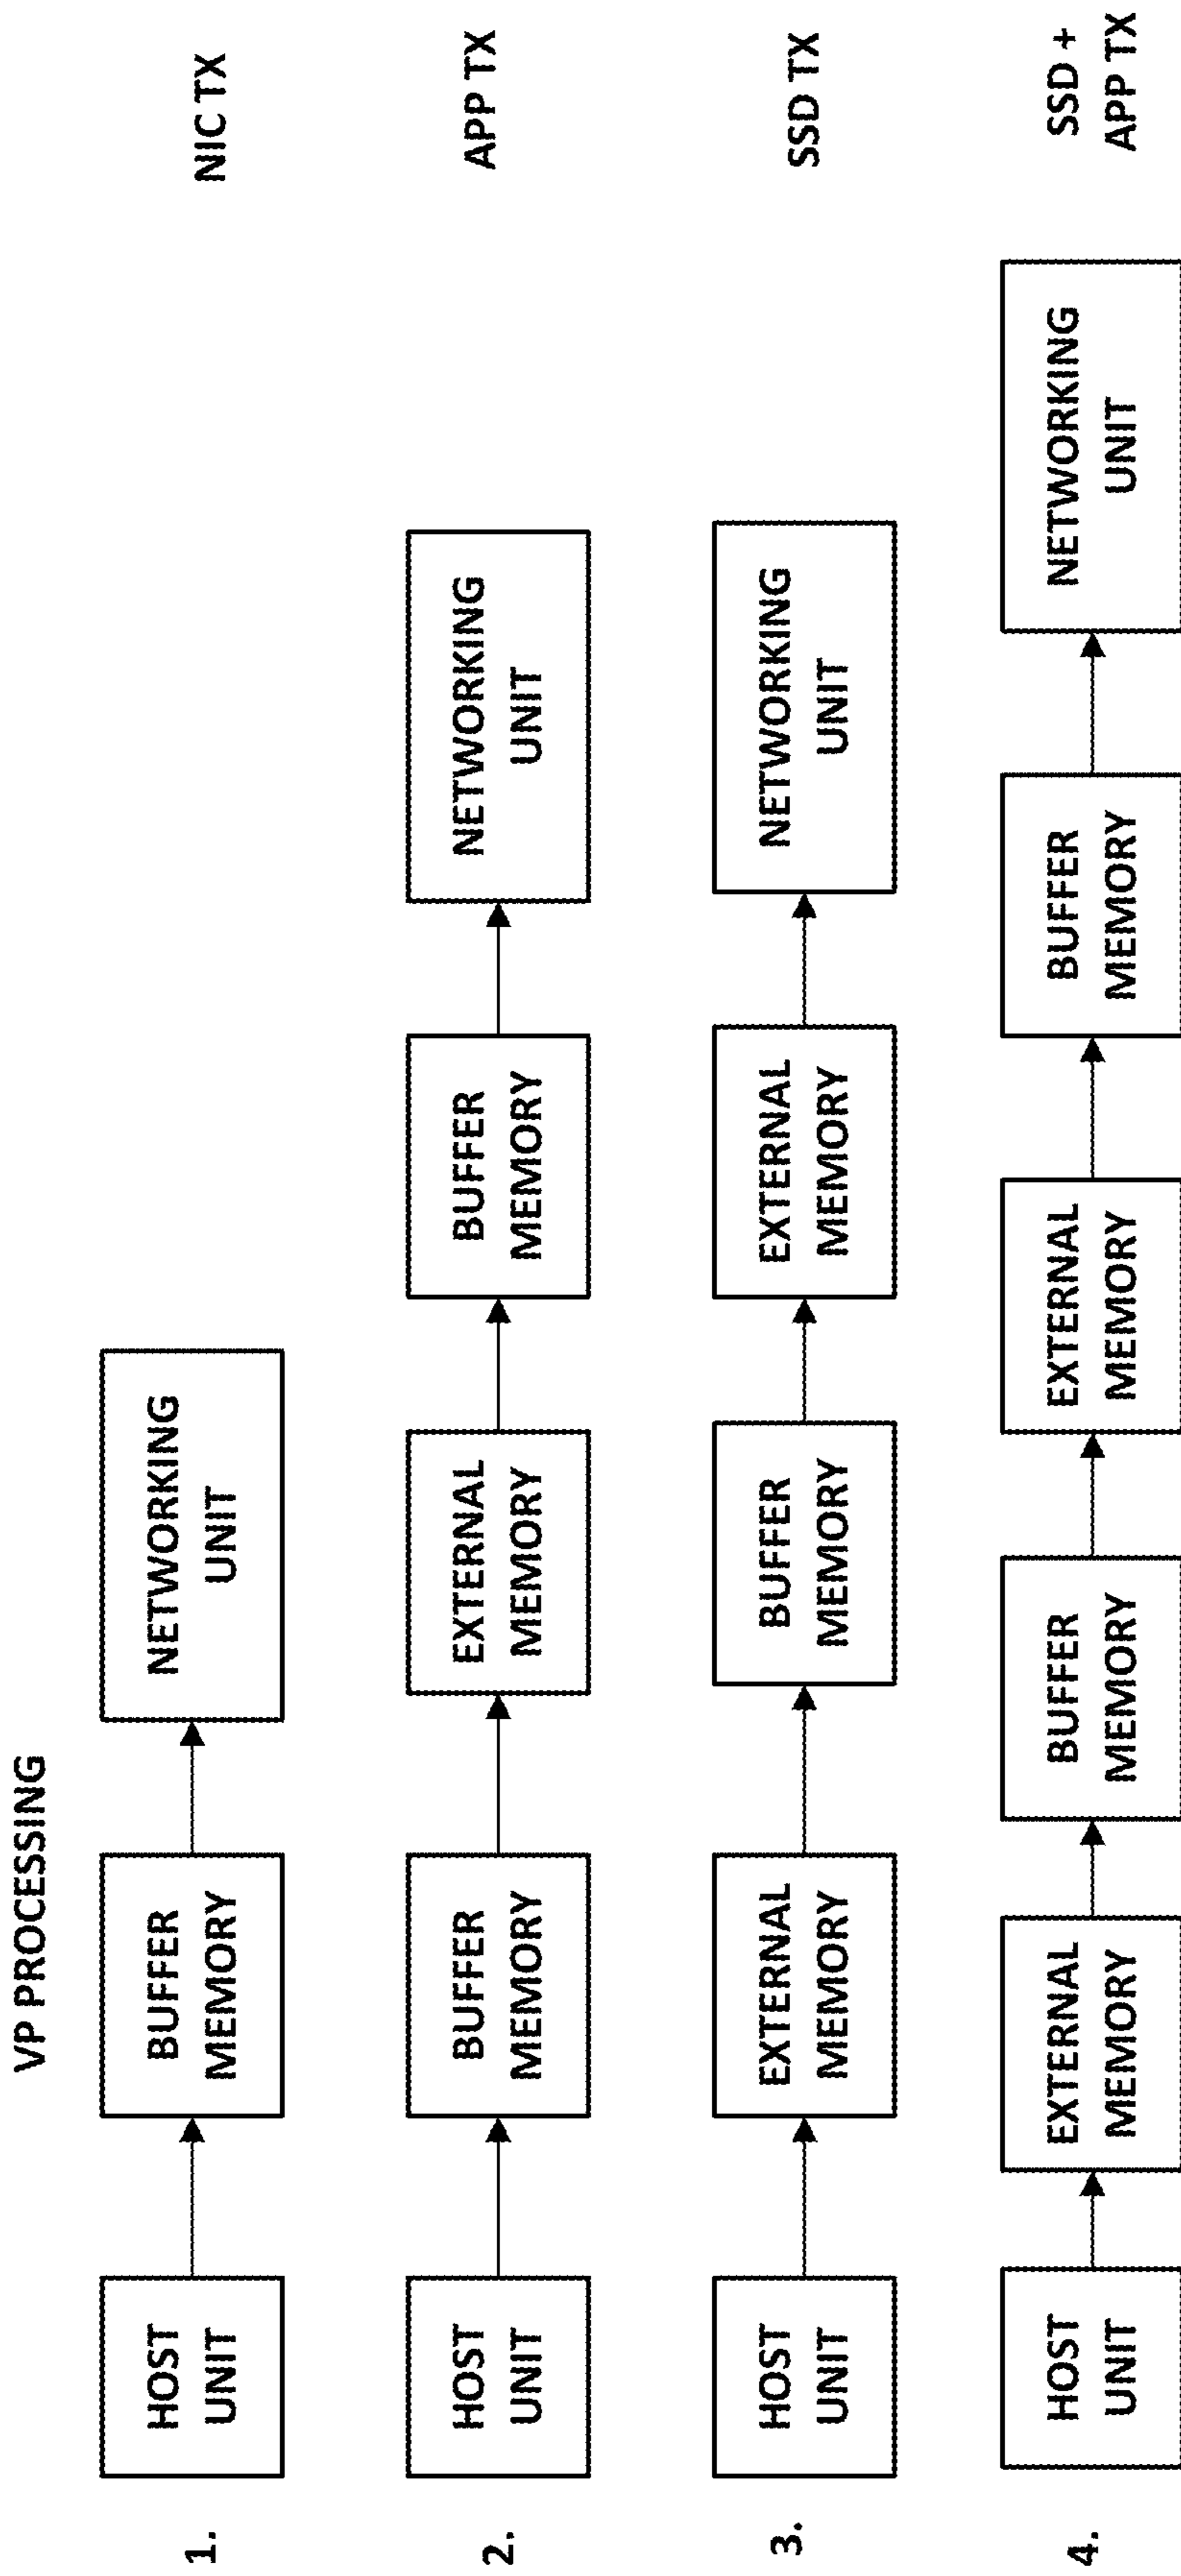 VP PROCESSING
1.
HOST
UNIT
BUFFER
MEMORY
NETWORKING
UNIT
NIC TX
2.
HOST
UNIT
BUFFER
MEMORY
EXTERNAL
MEMORY
BUFFER
MEMORY
NETWORKING
UNIT
APP TX
3.
HOST
UNIT
EXTERNAL
MEMORY
BUFFER
MEMORY
EXTERNAL
MEMORY
NETWORKING
UNIT
SSD TX
4.
HOST
UNIT
EXTERNAL
MEMORY
BUFFER
MEMORY
EXTERNAL
MEMORY
BUFFER
MEMORY
NETWORKING
UNIT
SSD +
APP TX